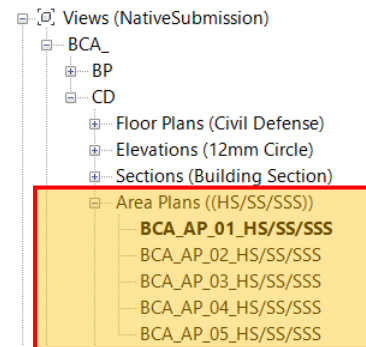 Views (NativeSubmission)
BCA_
BP
CD
Floor Plans (Civil Defense)
Elevations (12mm Circle)
Sections (Building Section)
Area Plans ((HS/SS/SSS))
BCA_AP_01_HS/SS/SSS
BCA_AP_02_HS/SS/SSS
BCA_AP_03_HS/SS/SSS
BCA_AP_04_HS/SS/SSS
BCA_AP_05_HS/SS/SSS